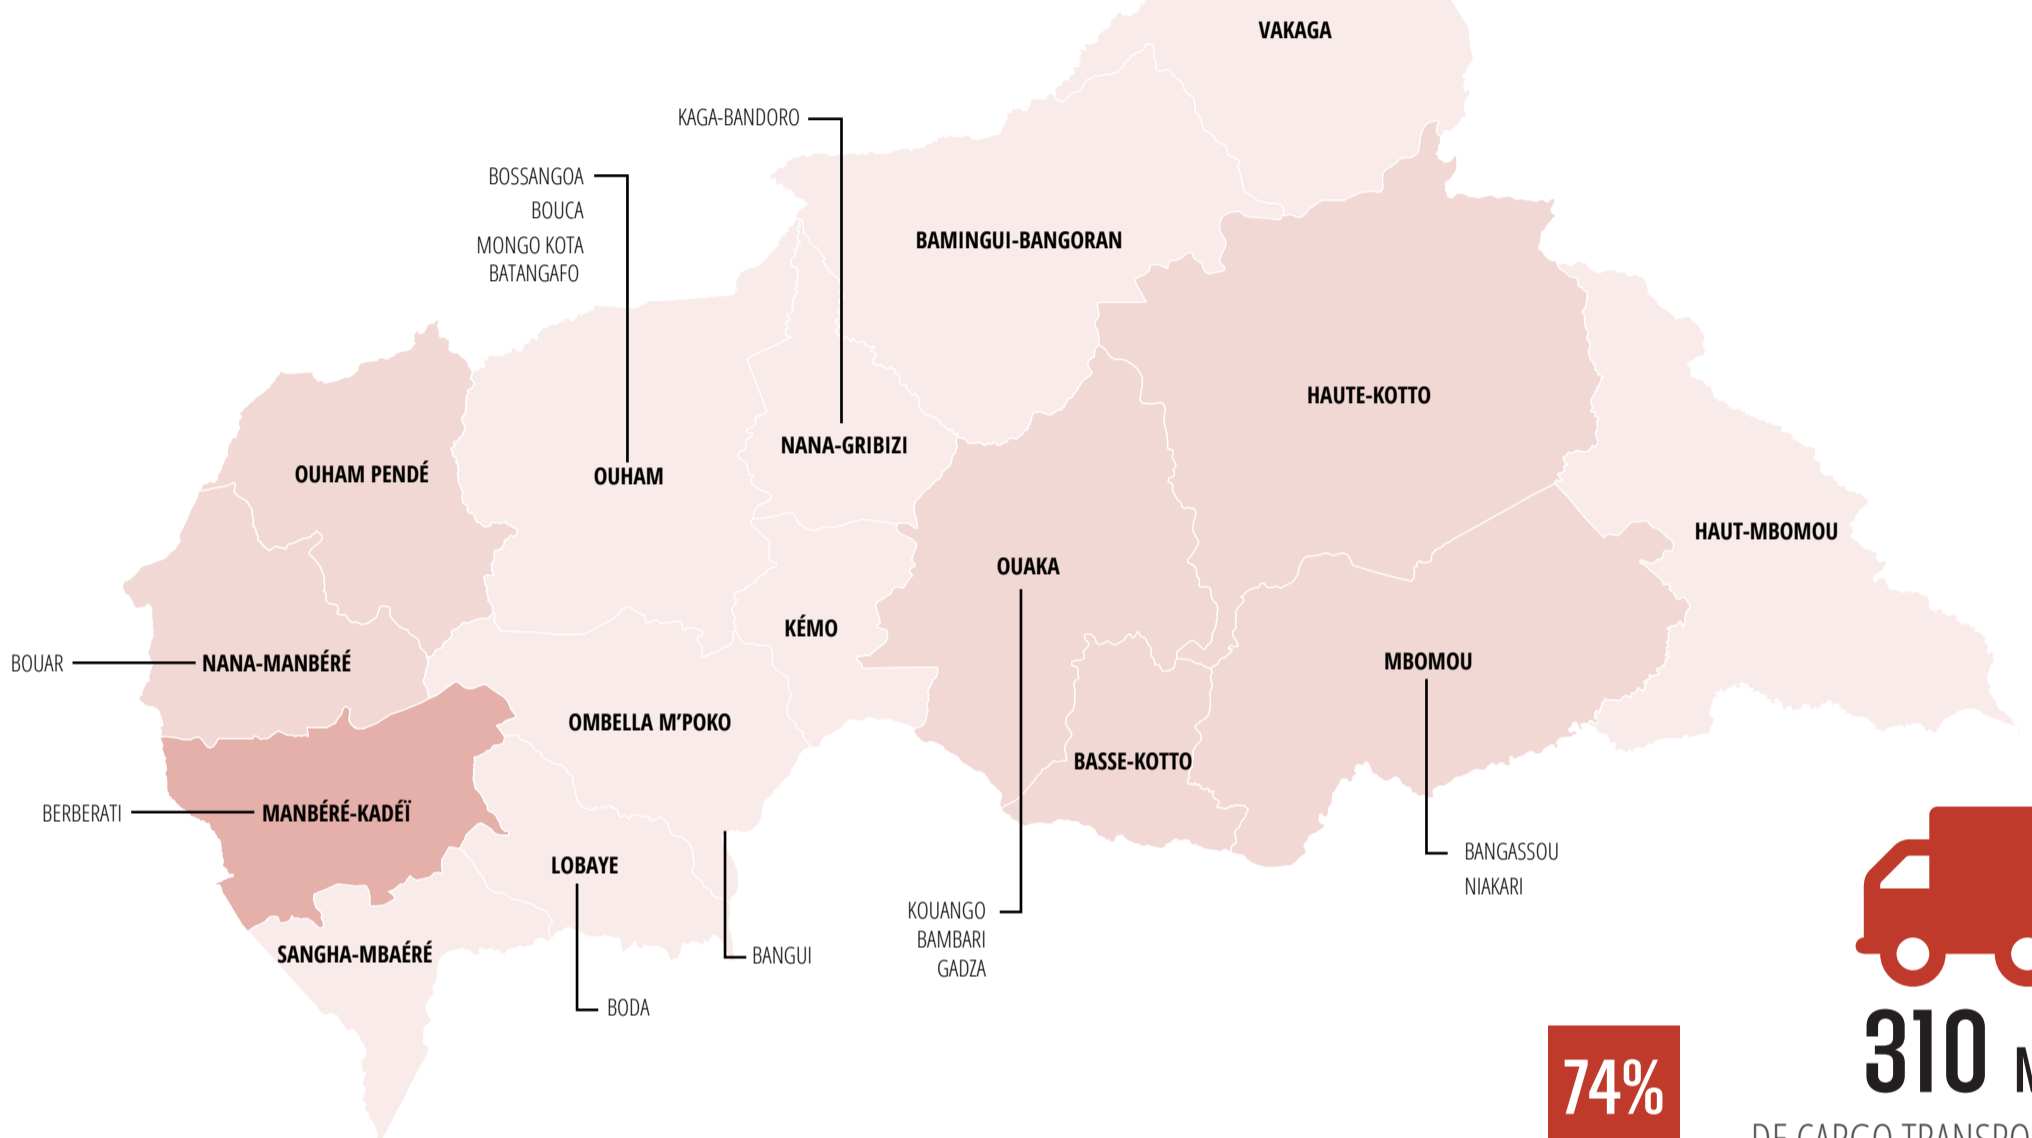 VAKAGA
KAGA-BANDORO
BOSSANGOA
BOUCA
MONGO KOTA
BATANGAFO
BAMINGUI-BANGORAN
HAUTE-KOTTO
NANA-GRIBIZI
OUHAM PENDÉ
OUHAM
HAUT-MBOMOU
OUAKA
KÉMO
BOUAR
NANA-MANBÉRÉ
MBOMOU
OMBELLA M’POKO
BASSE-KOTTO
BERBERATI
MANBÉRÉ-KADÉÏ
LOBAYE
BANGASSOU
NIAKARI
KOUANGO
BAMBARI
GADZA
SANGHA-MBAÉRÉ
BANGUI
BODA
310
74%
DE CARGO